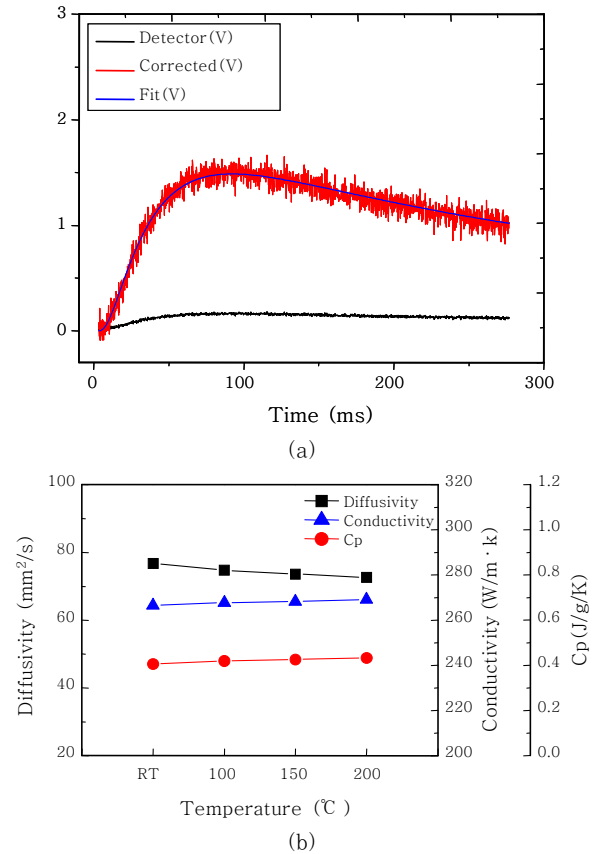 3
Detector(V)
Corrected(V)
Fit(V)
2
1
0
0 100 200 300
Time (ms)
(a)
100 320 1.2
Diffusivity
Conductivity
Cp
80 300 1.0
280 0.8
60 260 0.6
40 240 0.4
220 0.2
20 200 0.0
Diffusivity (mm²/s)
Conductivity (W/m·k)
Cp(J/g/K)
RT 100 150 200
Temperature (℃)
(b)